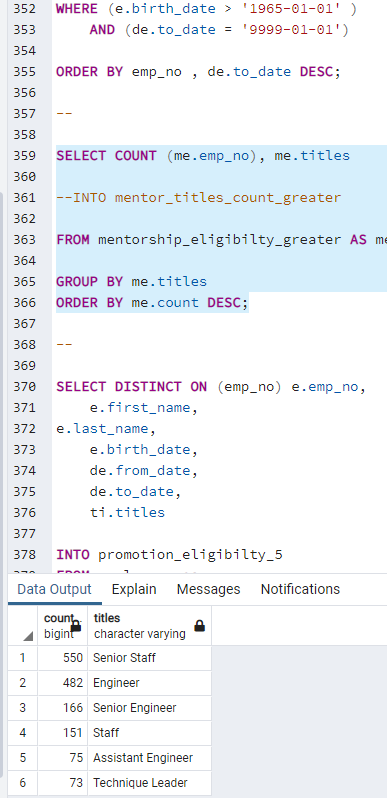 352 WHERE (e.birth_date > '1965-01-01' )
353 AND (de.to_date = '9999-01-01')
354
355 ORDER BY emp_no , de.to_date DESC;
356
357 --
358
359 SELECT COUNT (me.emp_no), me.titles
360
361 --INTO mentor_titles_count_greater
362
363 FROM mentorship_eligibilty_greater AS me
364
365 GROUP BY me.titles
366 ORDER BY me.count DESC;
367
368 --
369
370 SELECT DISTINCT ON (emp_no) e.emp_no,
371 e.first_name,
372 e.last_name,
373 e.birth_date,
374 de.from_date,
375 de.to_date,
376 ti.titles
377
378 INTO promotion_eligibilty_5
Data Output Explain Messages Notifications
count titles
bigint character varying
1 550 Senior Staff
2 482 Engineer
3 166 Senior Engineer
4 151 Staff
5 75 Assistant Engineer
6 73 Technique Leader